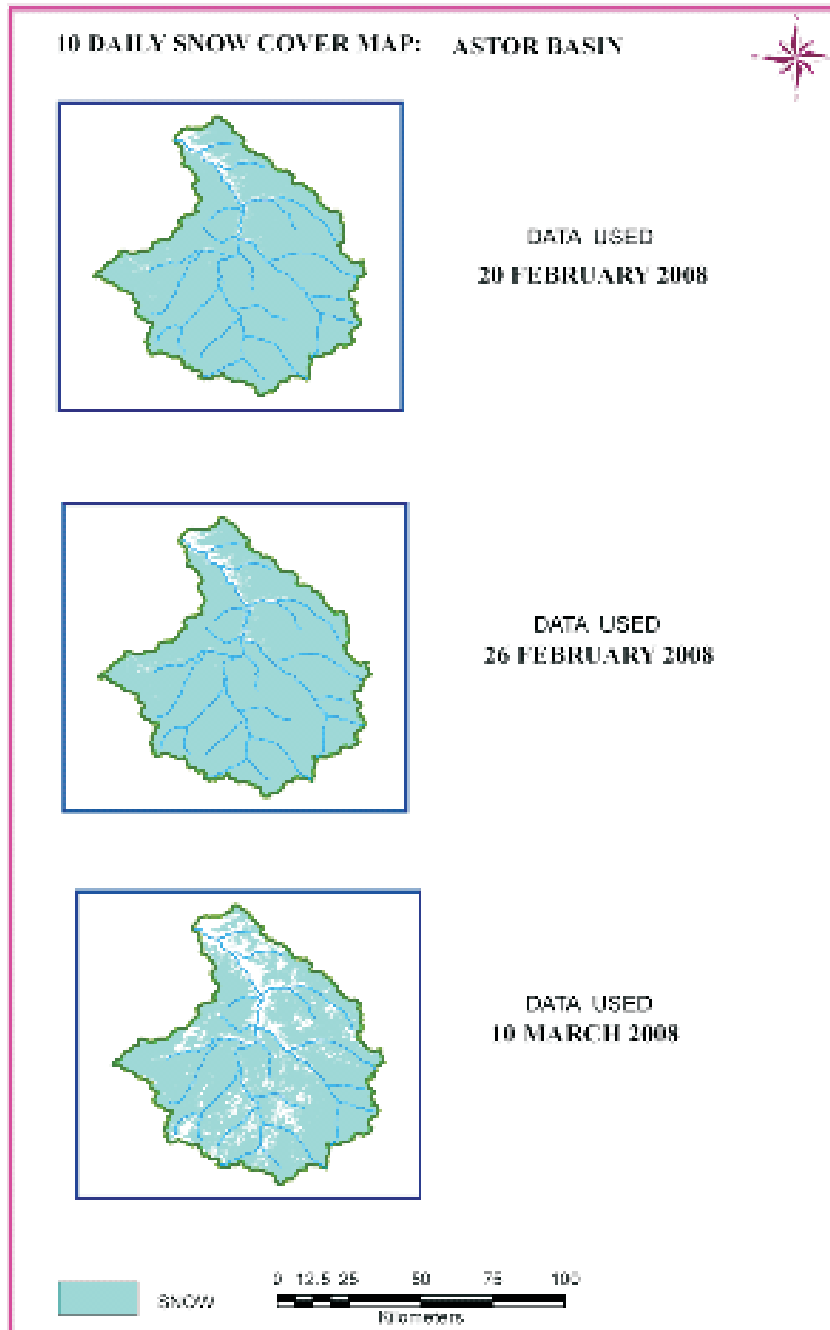 10 DAILY SNOW COVER MAP: ASTOR BASIN
DATA USED
20 FEBRUARY 2008
DATA USED
26 FEBRUARY 2008
DATA USED
10 MARCH 2008
SNOW
0 12.5 25 50 75 100
Kilometers